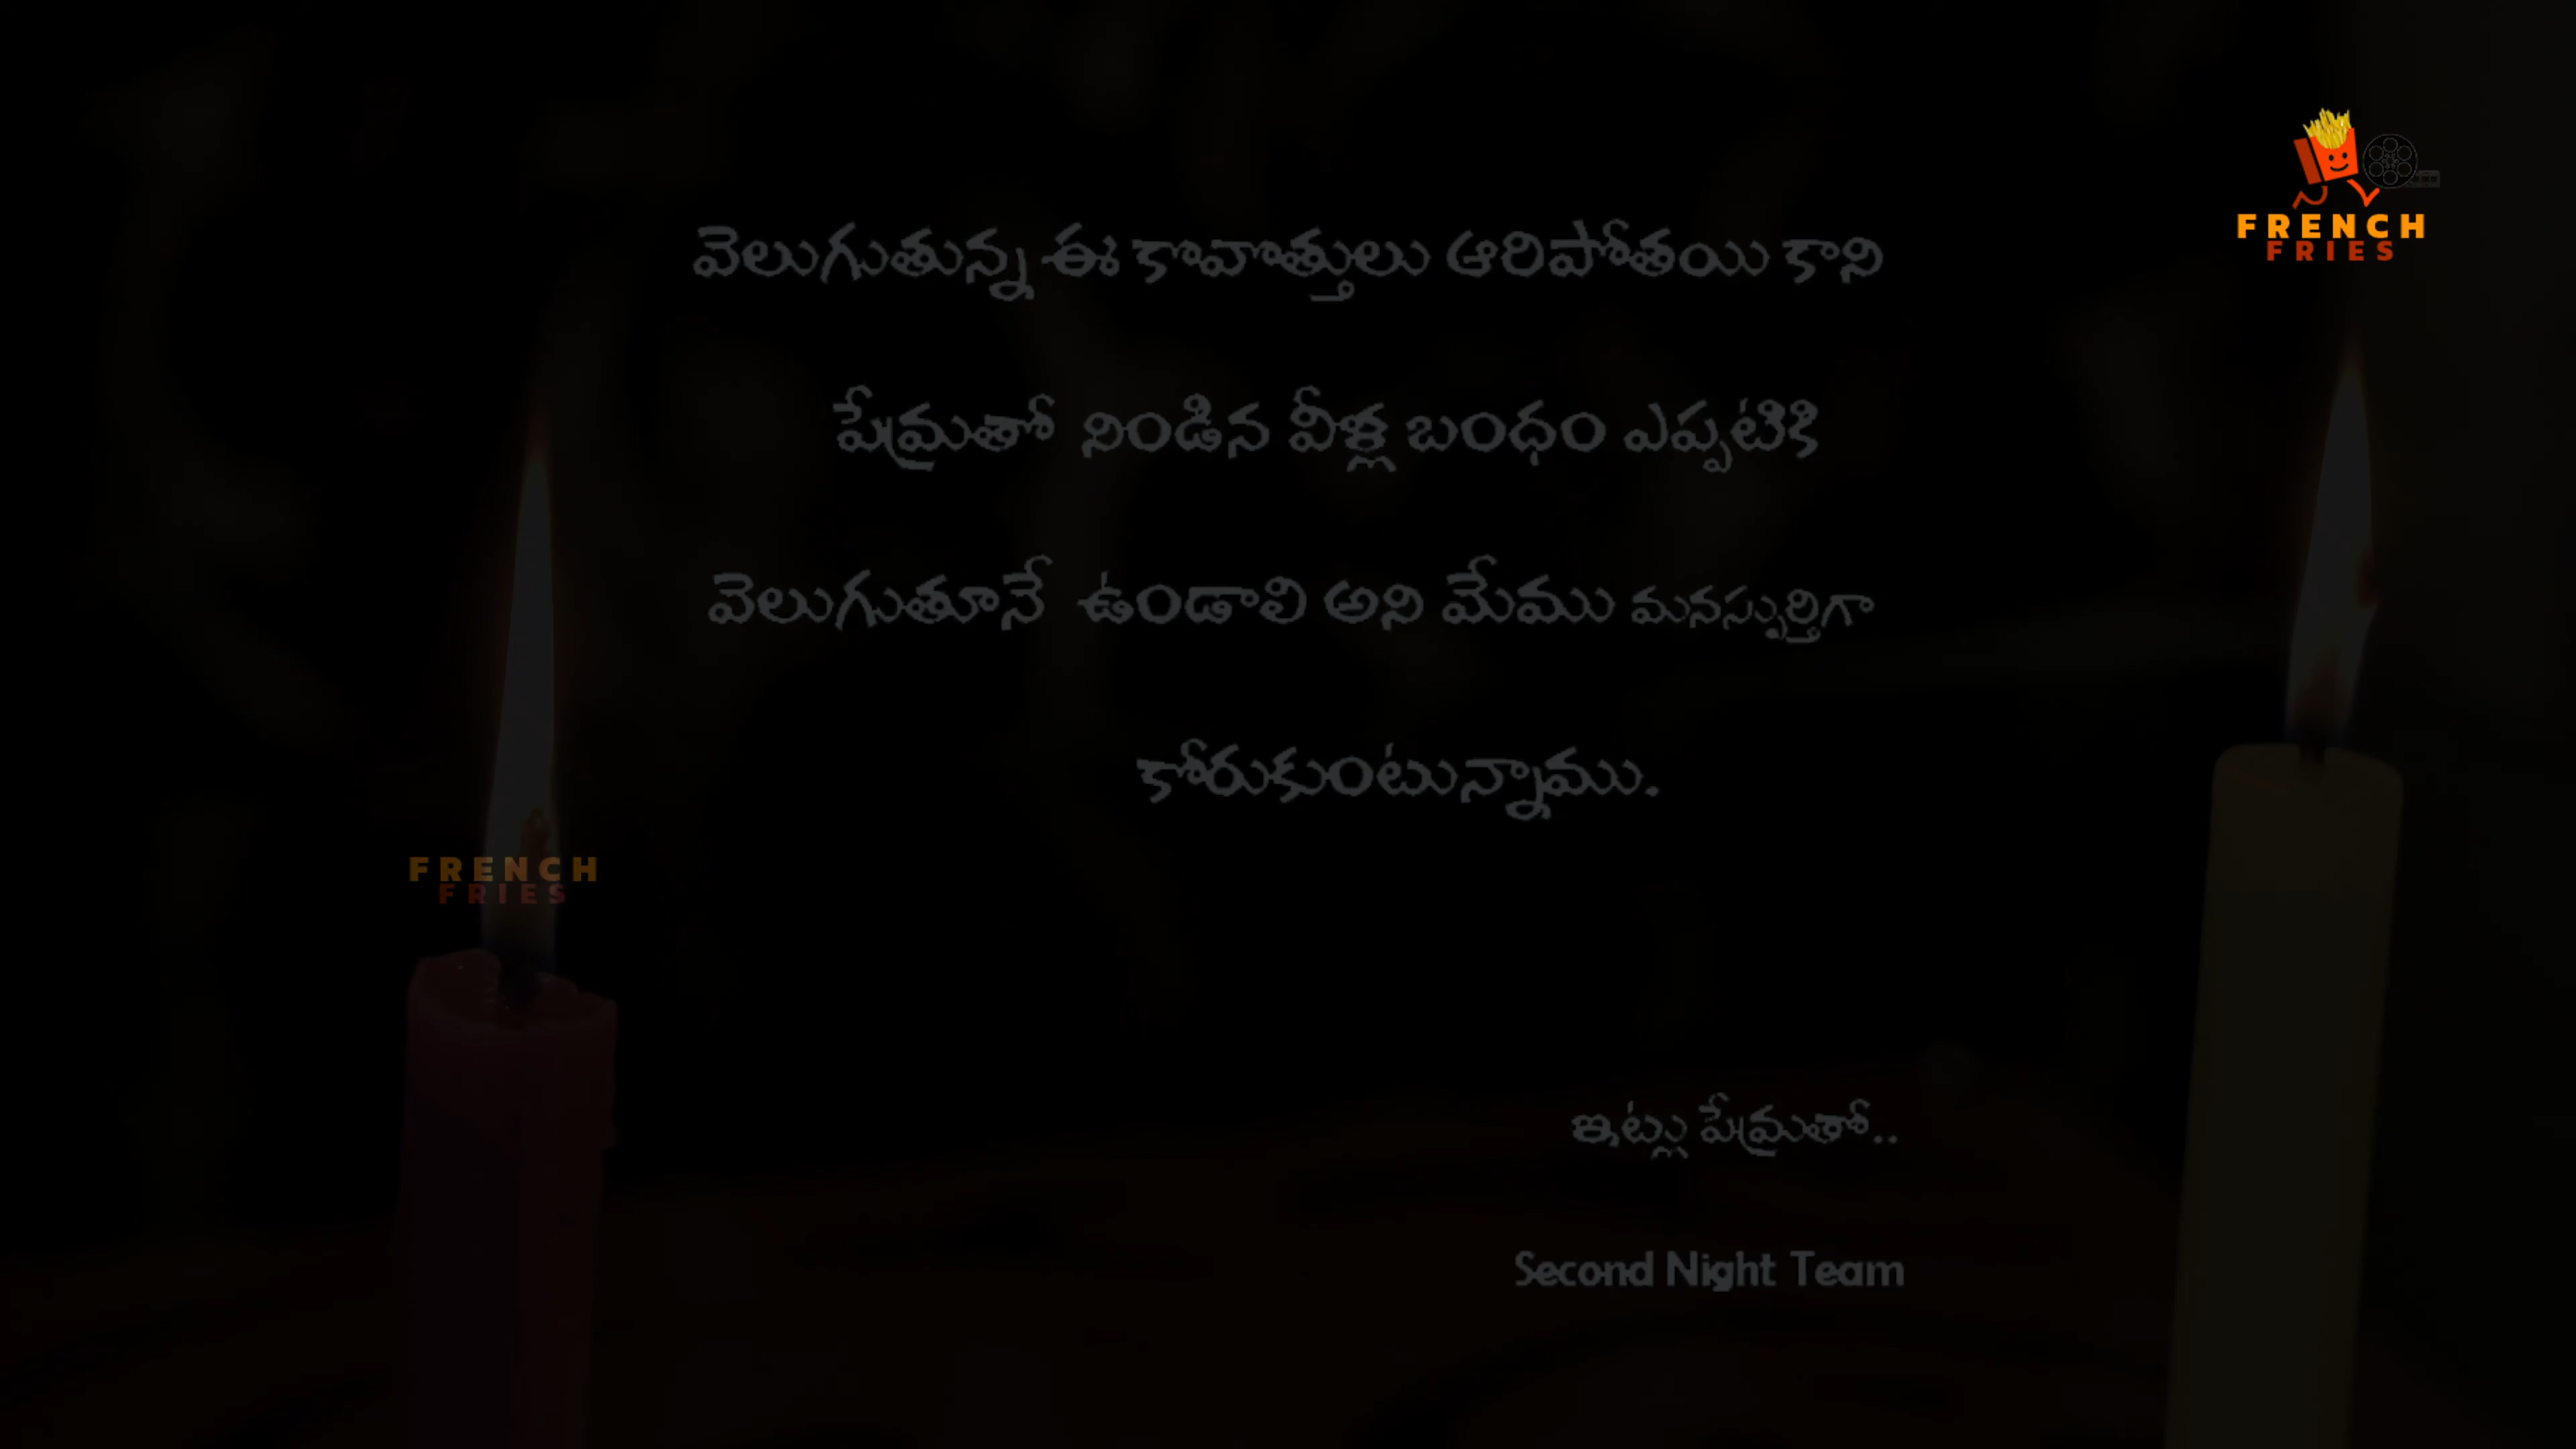 FRENCH
FRIES
వెలుగుతున్న ఈ కొవొత్తులు ఆరిపోతయి కాని
ప్రేమతో నిండిన వీళ్ల బంధం ఎప్పటికి
వెలుగుతూనే ఉండాలి అని మేము మనస్పుర్తిగా
కోరుకుంటున్నాము.
FRENCH
FRIES
ఇట్లు ప్రేమతో..
Second Night Team